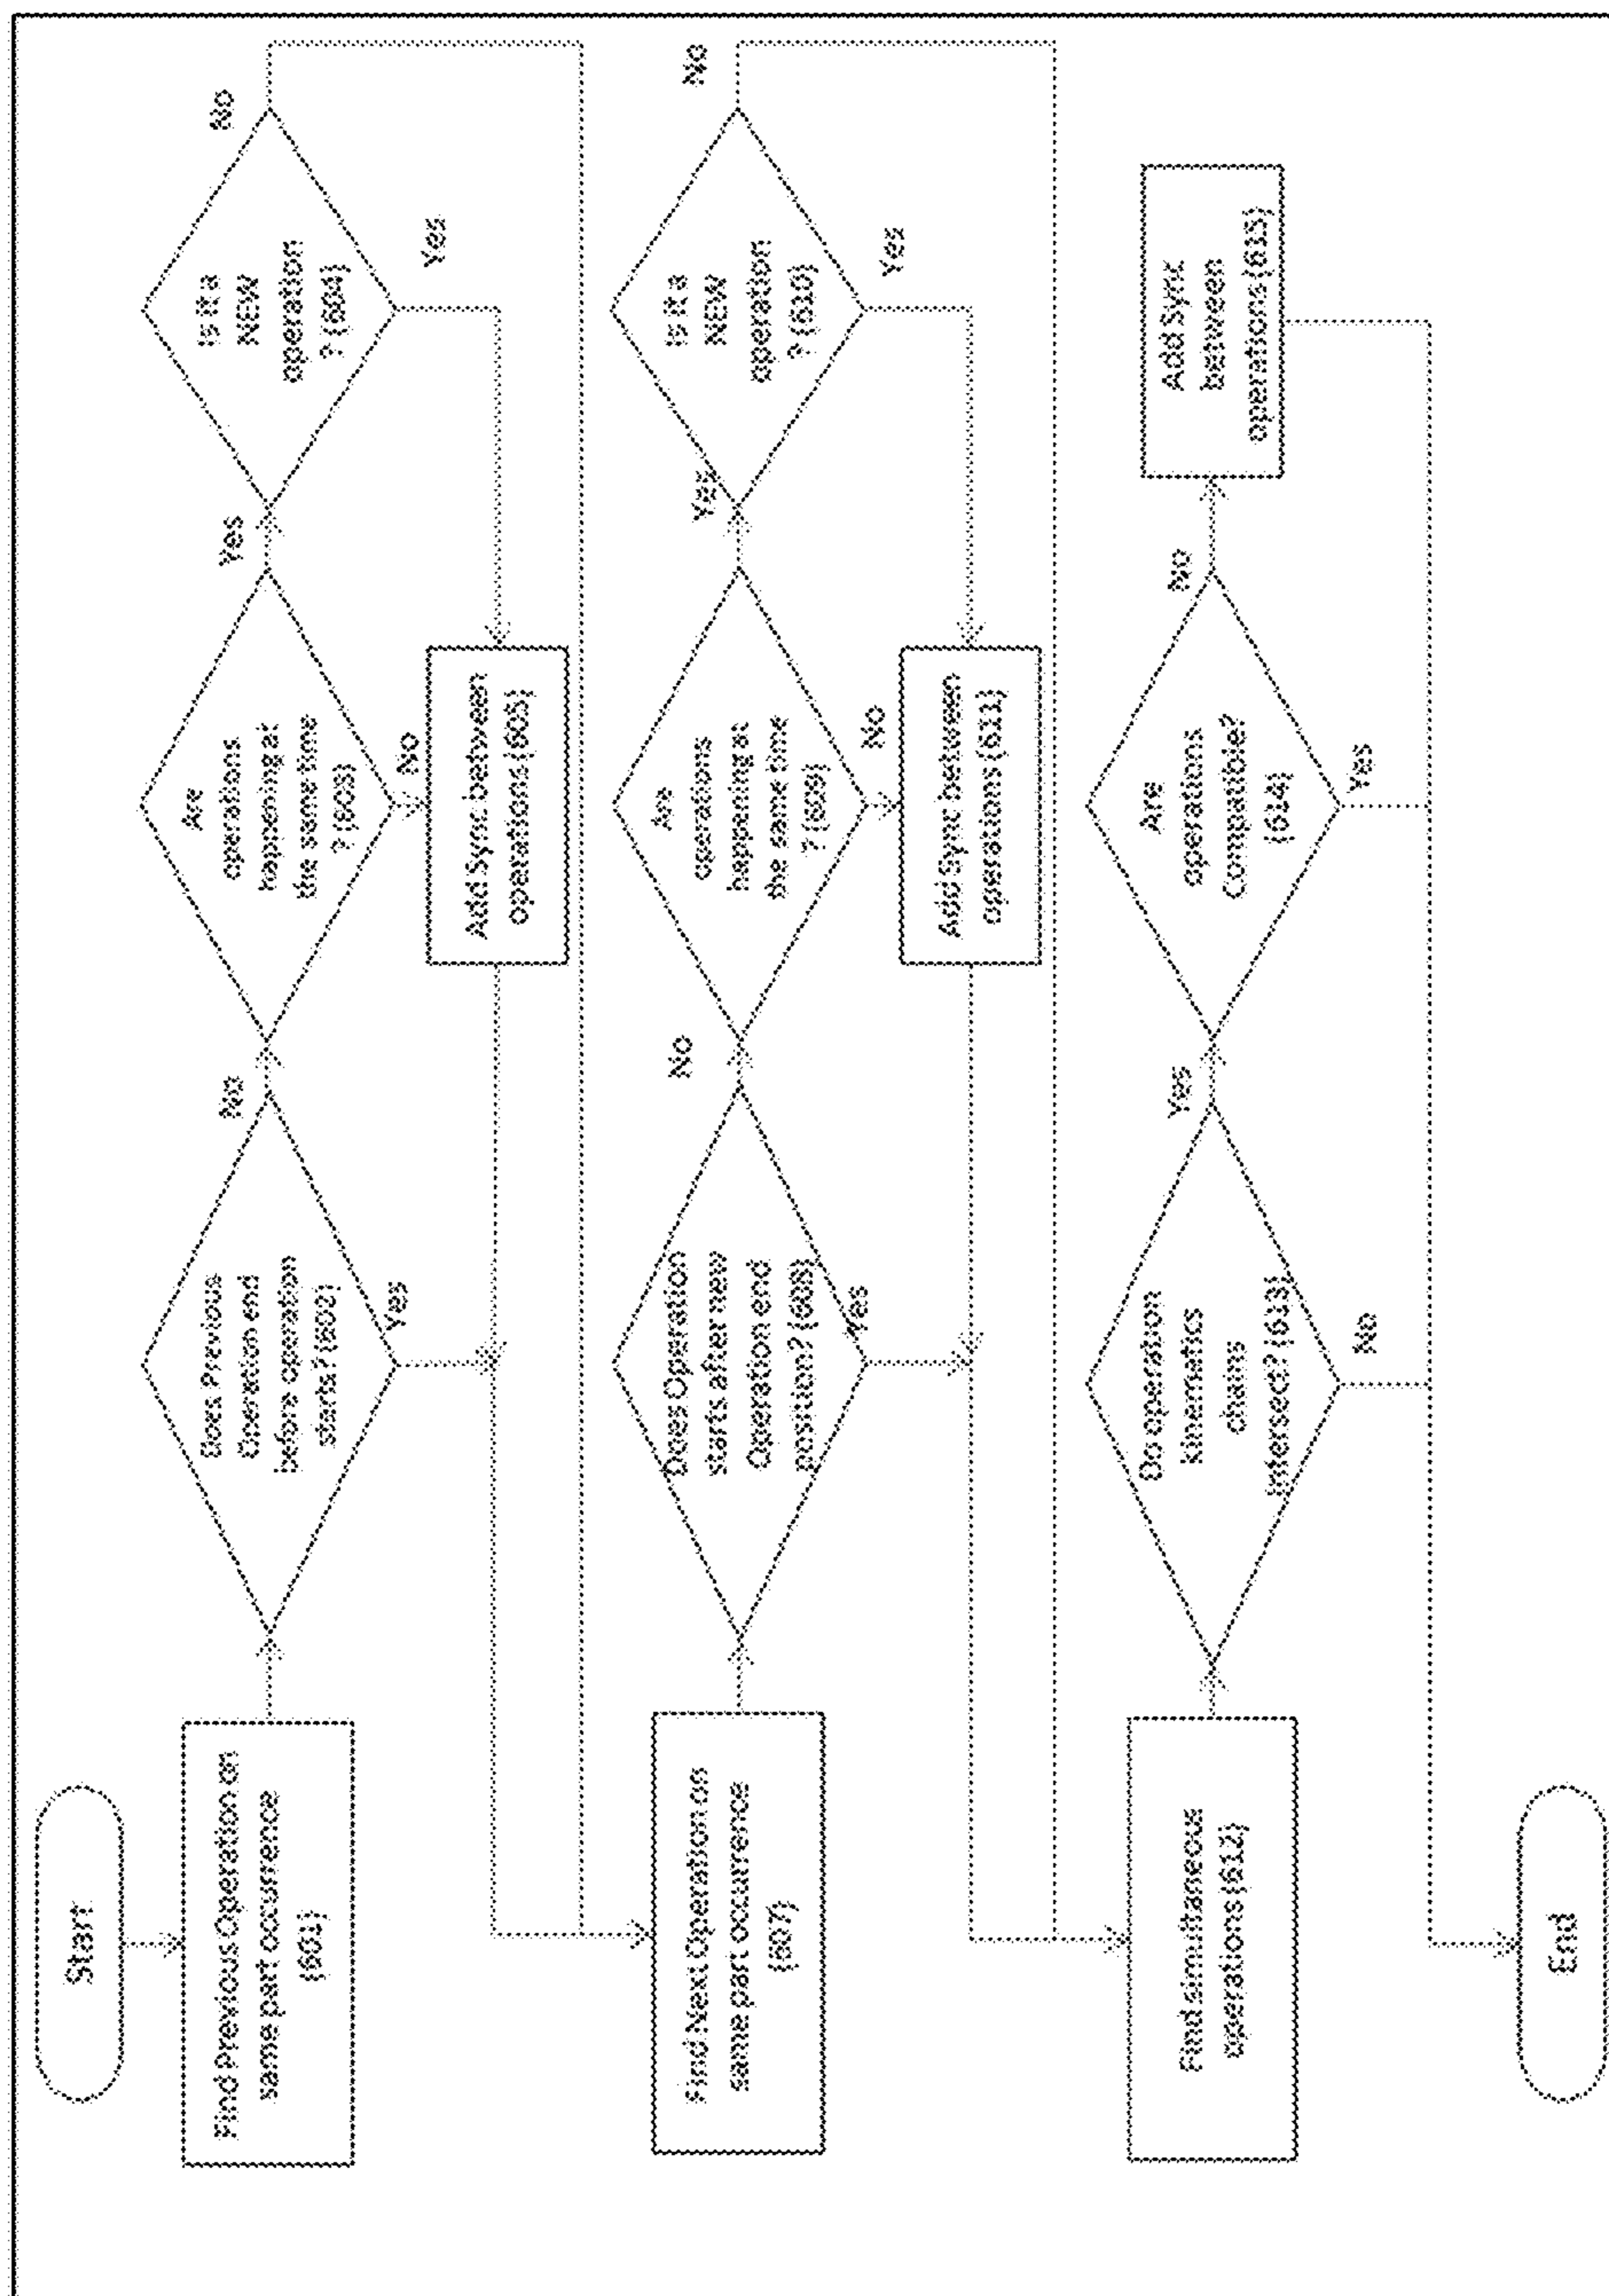 Start
Find Previous Operation on
same part occurrence
(601)
Does Previous
Operation end
before operation
starts? (602)
No
Yes
Are
operations
happening at
the same time
? (603)
Yes
No
Is it a
NEW
operation
? (604)
No
Yes
Add Sync between
operations (605)
Find Next Operation on
same part occurrence
(607)
Does Operation
starts after new
Operation end
position? (608)
No
Yes
Are
operations
happening at
the same time
? (609)
Yes
No
Is it a
NEW
operation
? (610)
No
Yes
Add Sync between
operations (611)
Find simultaneous
operations (612)
Do operation
kinematics
chains
intersect? (613)
Yes
No
Are
operations
Compatible?
(614)
No
Yes
Add Sync
between
operations (615)
End